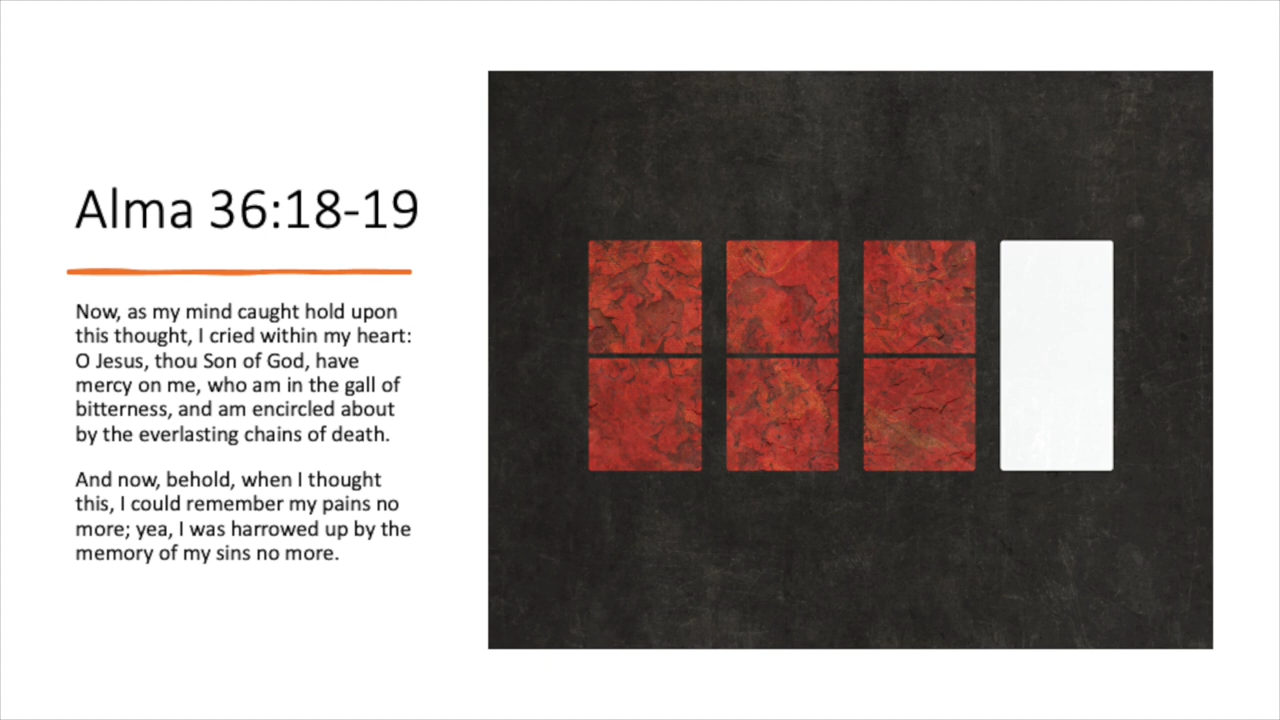 Alma 36:18-19
Now, as my mind caught hold upon
this thought, I cried within my heart:
O Jesus, thou Son of God, have
mercy on me, who am in the gall of
bitterness, and am encircled about
by the everlasting chains of death.
And now, behold, when I thought
this, I could remember my pains no
more; yea, I was harrowed up by the
memory of my sins no more.